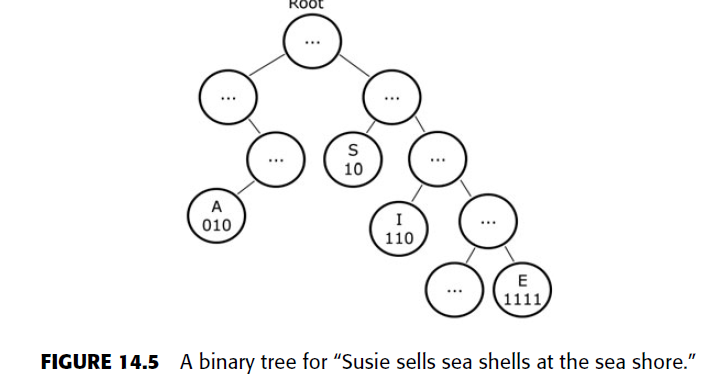 Root
...
...
...
...
S
10
...
A
010
I
110
...
...
E
1111
FIGURE 14.5 A binary tree for “Susie sells sea shells at the sea shore.”